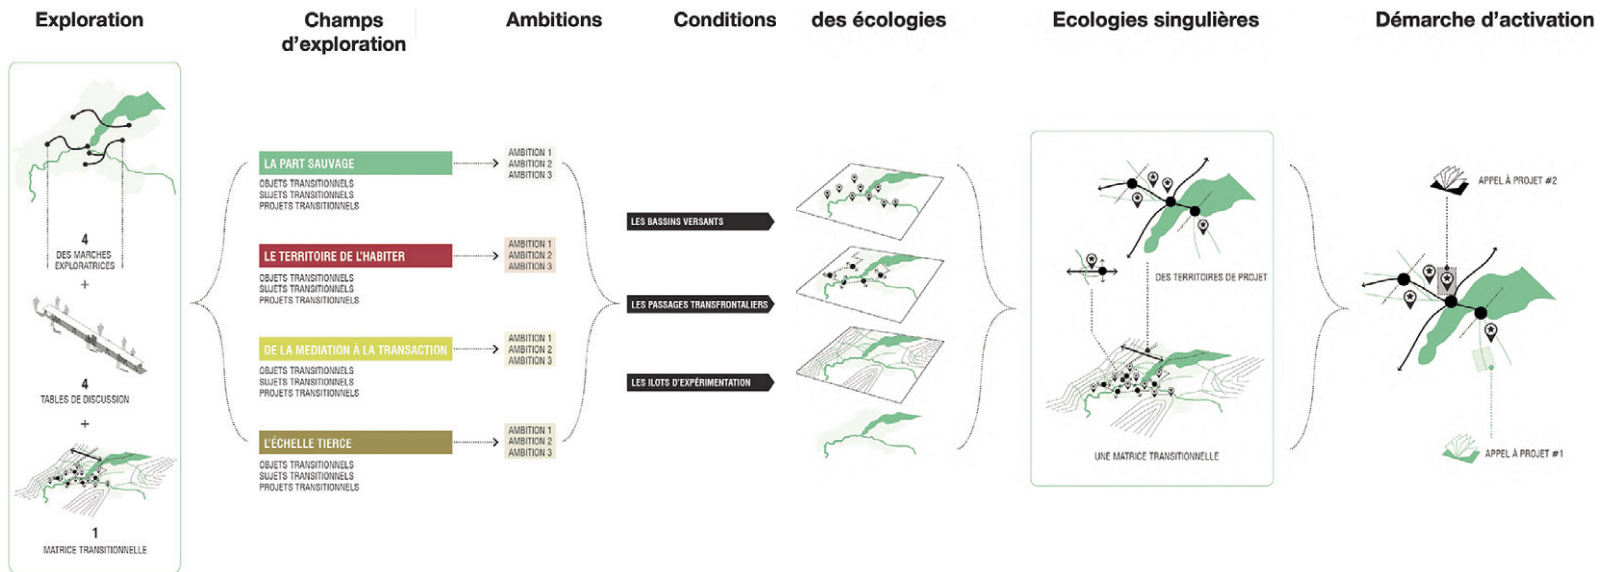 Exploration
Champs
d’exploration
Ambitions
Conditions
des écologies
Ecologies singulières
Démarche d’activation
4
DES MARCHES
EXPLORATRICES
+
4
TABLES DE DISCUSSION
+
1
MATRICE TRANSITIONNELLE
LA PART SAUVAGE
OBJETS TRANSITIONNELS
SUJETS TRANSITIONNELS
PROJETS TRANSITIONNELS
AMBITION 1
AMBITION 2
AMBITION 3
LE TERRITOIRE DE L’HABITER
OBJETS TRANSITIONNELS
SUJETS TRANSITIONNELS
PROJETS TRANSITIONNELS
AMBITION 1
AMBITION 2
AMBITION 3
DE LA MEDIATION À LA TRANSACTION
OBJETS TRANSITIONNELS
SUJETS TRANSITIONNELS
PROJETS TRANSITIONNELS
AMBITION 1
AMBITION 2
AMBITION 3
L’ÉCHELLE TIERCE
OBJETS TRANSITIONNELS
SUJETS TRANSITIONNELS
PROJETS TRANSITIONNELS
AMBITION 1
AMBITION 2
AMBITION 3
LES BASSINS VERSANTS
LES PASSAGES TRANSFRONTALIERS
LES ILOTS D’EXPÉRIMENTATION
DES TERRITOIRES DE PROJET
UNE MATRICE TRANSITIONNELLE
APPEL À PROJET #2
APPEL À PROJET #1